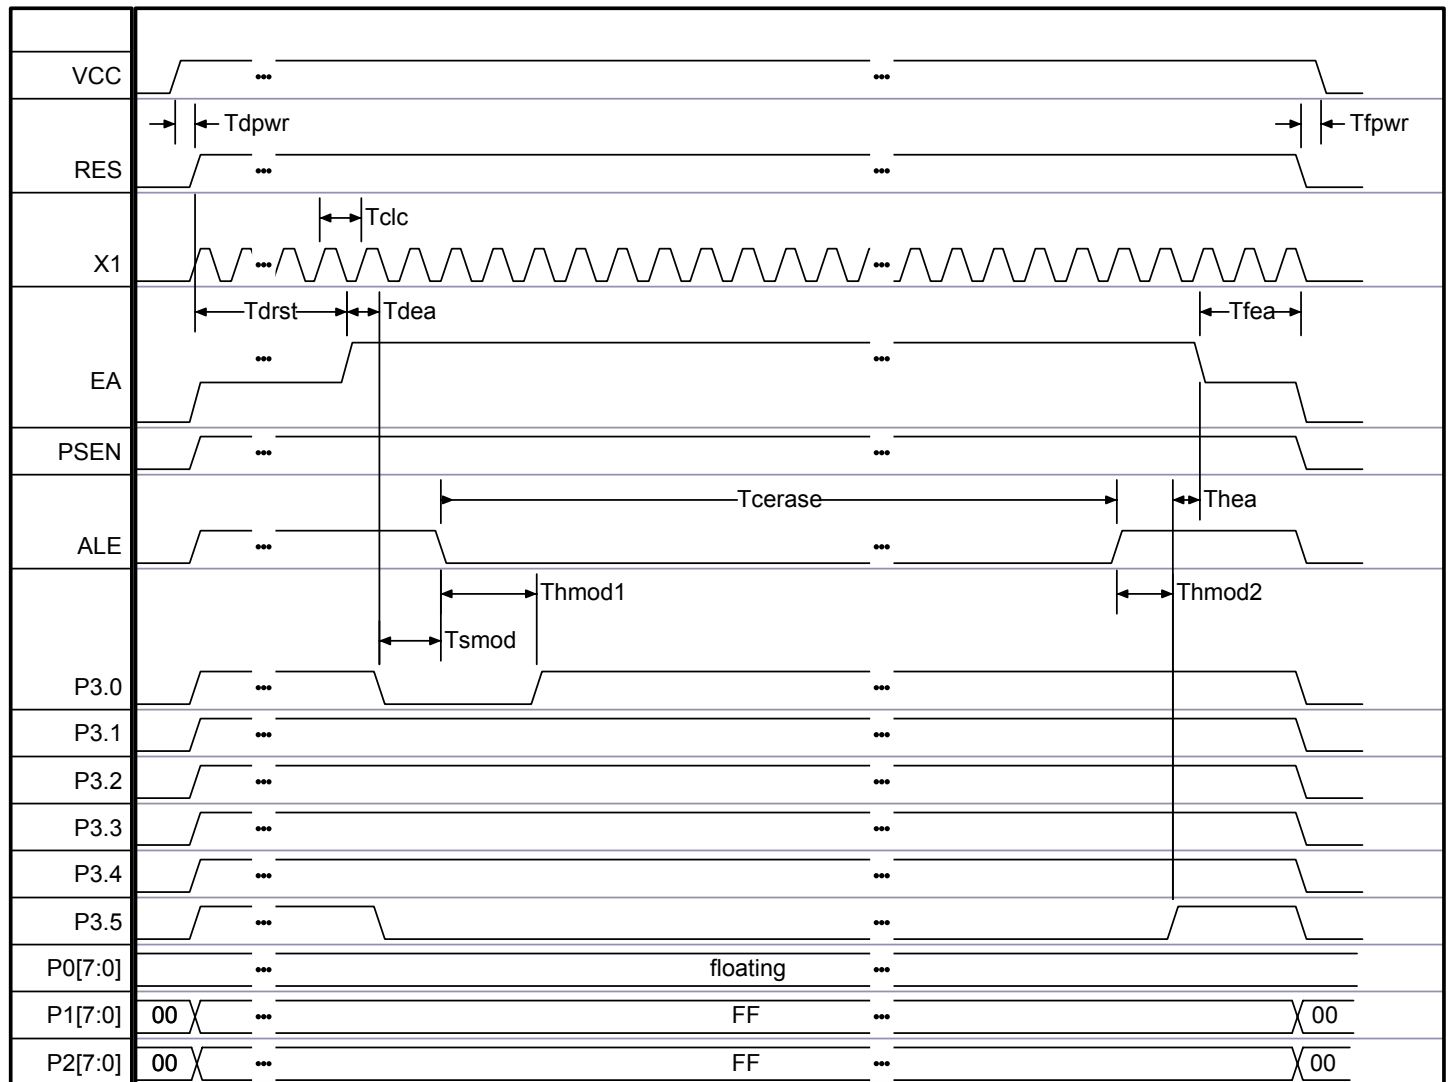 VCC
Tdpwr
Tfpwr
RES
Tclc
X1
Tdrst
Tdea
Tfea
EA
PSEN
Tcerase
Thea
ALE
Thmod1
Thmod2
Tsmod
P3.0
P3.1
P3.2
P3.3
P3.4
P3.5
P0[7:0] floating
P1[7:0] 00 FF 00
P2[7:0] 00 FF 00